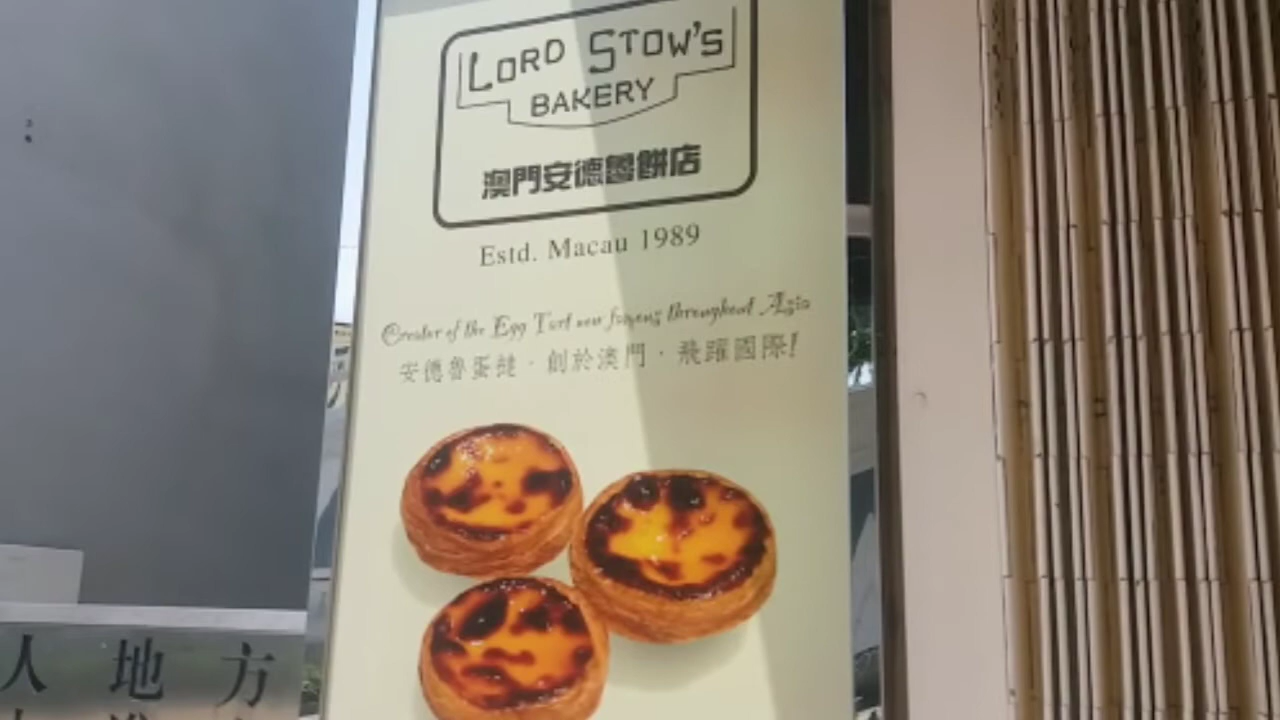 LORD STOW'S
BAKERY
澳門安德魯餅店
Estd. Macau 1989
Creator of the Egg Tart now famous throughout Asia
安德魯蛋撻·創於澳門·飛躍國際!
人地方